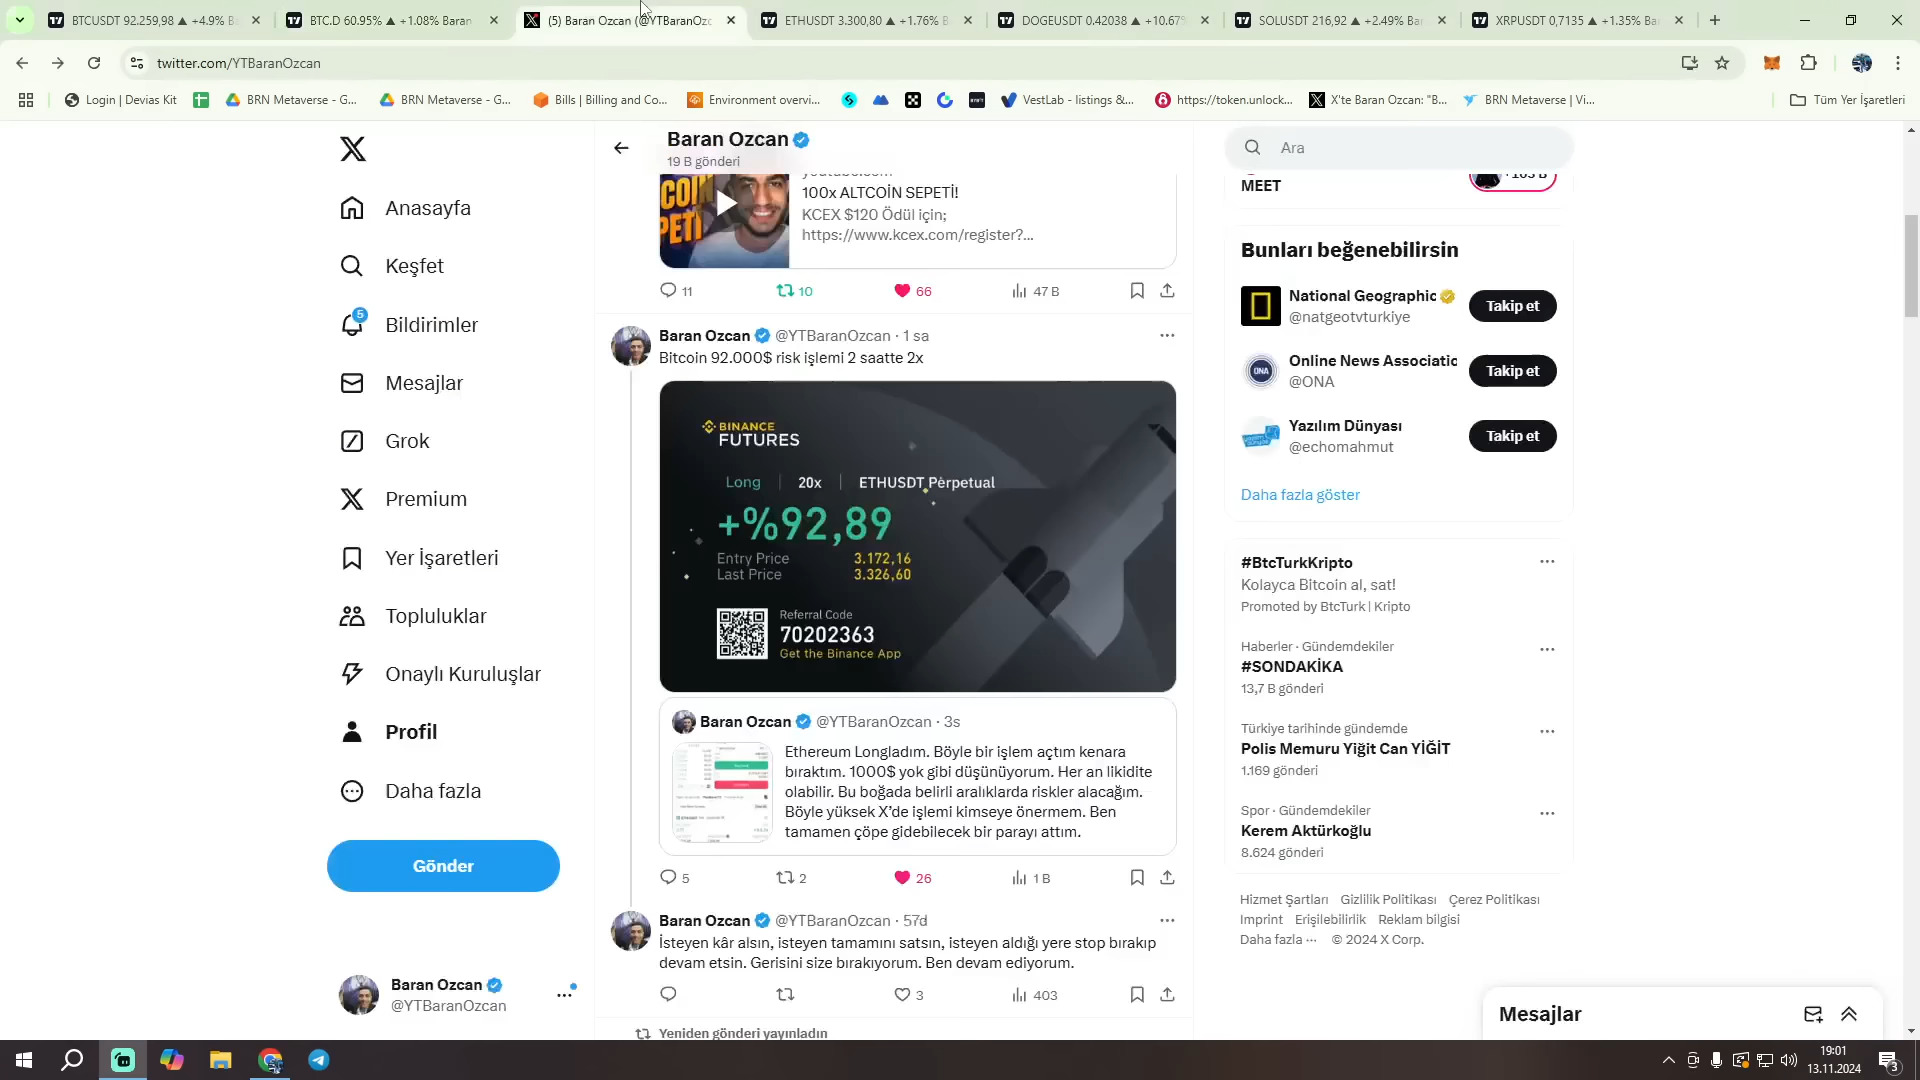 BTCUSDT 92.259,98 ▲ +4.9% B
BTC.D 60.95% ▲ +1.08% Baran
(5) Baran Ozcan (@YTBaranOzc
ETHUSDT 3.300,80 ▲ +1.76% B
DOGEUSDT 0.42038 ▲ +10.67%
SOLUSDT 216,92 ▲ +2.49% Bar
XRPUSDT 0,7135 ▲ +1.35% Ba
twitter.com/YTBaranOzcan
Login | Devias Kit
BRN Metaverse - G...
BRN Metaverse - G...
Bills | Billing and Co...
Environment overvi...
VestLab - listings &...
https://token.unlock...
X'te Baran Ozcan: "B...
BRN Metaverse | Vi...
Tüm Yer İşaretleri
Anasayfa
Keşfet
5
Bildirimler
Mesajlar
Grok
Premium
Yer İşaretleri
Topluluklar
Onaylı Kuruluşlar
Profil
Daha fazla
Gönder
Baran Ozcan
@YTBaranOzcan
Baran Ozcan
19 B gönderi
COIN
PETİ
youtube.com
100x ALTCOİN SEPETİ!
KCEX $120 Ödül için;
https://www.kcex.com/register?...
11
10
66
47 B
Baran Ozcan @YTBaranOzcan · 1 sa
Bitcoin 92.000$ risk işlemi 2 saatte 2x
BINANCE
FUTURES
Long | 20x | ETHUSDT Perpetual
+%92,89
Entry Price 3.172,16
Last Price 3.326,60
Referral Code
70202363
Get the Binance App
Baran Ozcan @YTBaranOzcan · 3s
Ethereum Longladım. Böyle bir işlem açtım kenara
bıraktım. 1000$ yok gibi düşünüyorum. Her an likidite
olabilir. Bu boğada belirli aralıklarda riskler alacağım.
Böyle yüksek X’de işlemi kimseye önermem. Ben
tamamen çöpe gidebilecek bir parayı attım.
5
2
26
1 B
Baran Ozcan @YTBaranOzcan · 57d
İsteyen kâr alsın, isteyen tamamını satsın, isteyen aldığı yere stop bırakıp
devam etsin. Gerisini size bırakıyorum. Ben devam ediyorum.
3
403
Yeniden gönderi yayınladın
Ara
MEET
+103 B
Bunları beğenebilirsin
National Geographic
@natgeotvturkiye
Takip et
Online News Associatio
@ONA
Takip et
Yazılım Dünyası
@echomahmut
Takip et
Daha fazla göster
#BtcTurkKripto
Kolayca Bitcoin al, sat!
Promoted by BtcTurk | Kripto
Haberler · Gündemdekiler
#SONDAKİKA
13,7 B gönderi
Türkiye tarihinde gündemde
Polis Memuru Yiğit Can YİĞİT
1.169 gönderi
Spor · Gündemdekiler
Kerem Aktürkoğlu
8.624 gönderi
Hizmet Şartları Gizlilik Politikası Çerez Politikası
Imprint Erişilebilirlik Reklam bilgisi
Daha fazla ··· © 2024 X Corp.
Mesajlar
19:01
13.11.2024
3